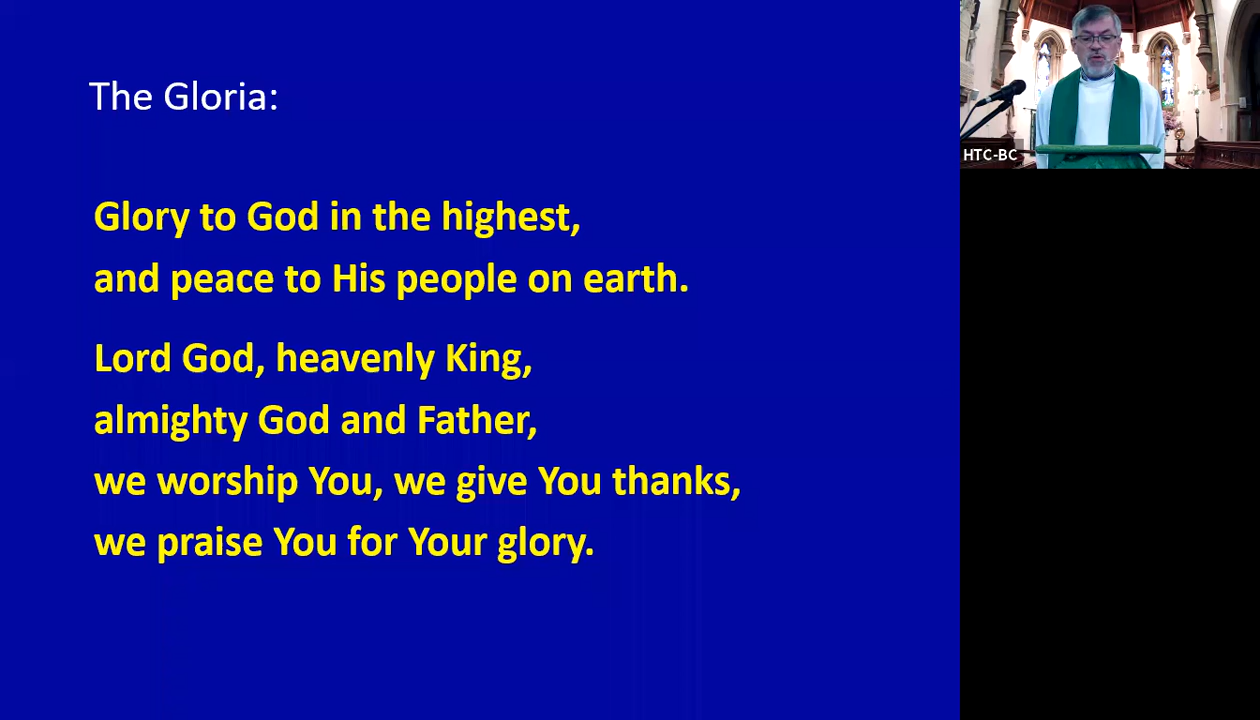 The Gloria:
Glory to God in the highest,
and peace to His people on earth.
Lord God, heavenly King,
almighty God and Father,
we worship You, we give You thanks,
we praise You for Your glory.
HTC-BC